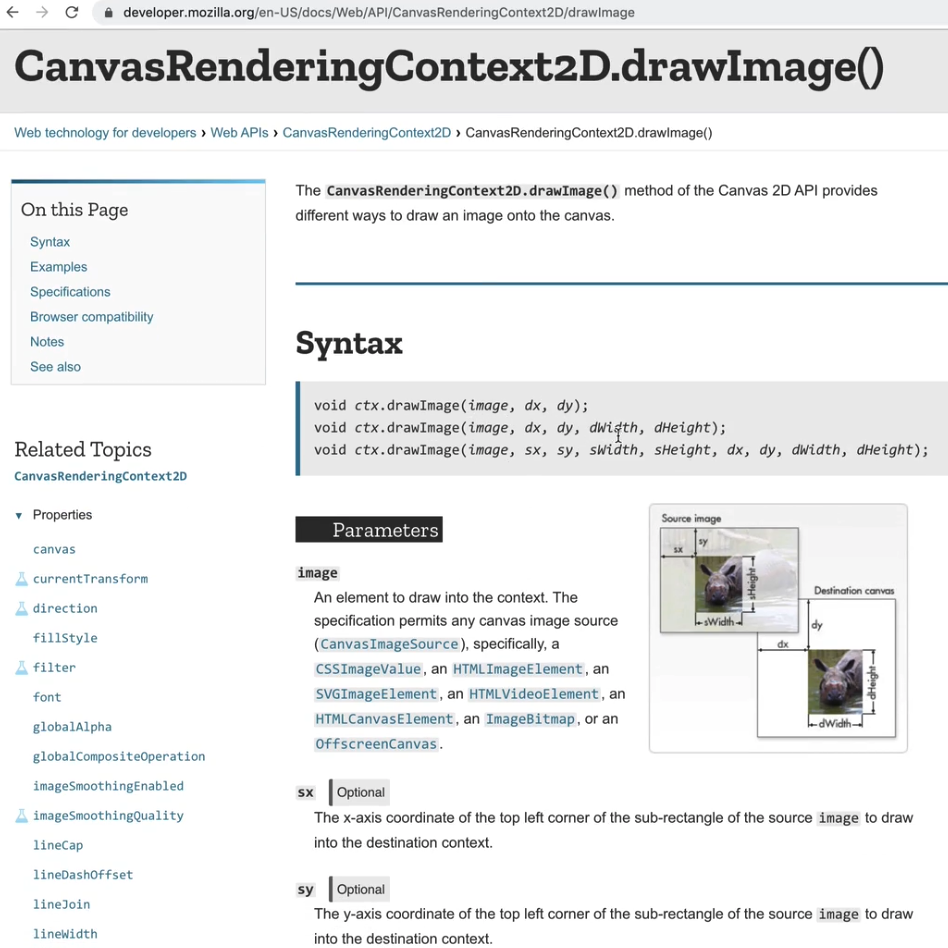 developer.mozilla.org/en-US/docs/Web/API/CanvasRenderingContext2D/drawImage
CanvasRenderingContext2D.drawImage()
Web technology for developers › Web APIs › CanvasRenderingContext2D › CanvasRenderingContext2D.drawImage()
On this Page
Syntax
Examples
Specifications
Browser compatibility
Notes
See also
Related Topics
CanvasRenderingContext2D
▼ Properties
canvas
currentTransform
direction
fillStyle
filter
font
globalAlpha
globalCompositeOperation
imageSmoothingEnabled
imageSmoothingQuality
lineCap
lineDashOffset
lineJoin
lineWidth
The CanvasRenderingContext2D.drawImage() method of the Canvas 2D API provides
different ways to draw an image onto the canvas.
Syntax
void ctx.drawImage(image, dx, dy);
void ctx.drawImage(image, dx, dy, dWidth, dHeight);
void ctx.drawImage(image, sx, sy, sWidth, sHeight, dx, dy, dWidth, dHeight);
Parameters
image
An element to draw into the context. The
specification permits any canvas image source
(CanvasImageSource), specifically, a
CSSImageValue, an HTMLImageElement, an
SVGImageElement, an HTMLVideoElement, an
HTMLCanvasElement, an ImageBitmap, or an
OffscreenCanvas.
Source image
sy
sx
sHeight
sWidth
Destination canvas
dy
dx
dHeight
dWidth
sx Optional
The x-axis coordinate of the top left corner of the sub-rectangle of the source image to draw
into the destination context.
sy Optional
The y-axis coordinate of the top left corner of the sub-rectangle of the source image to draw
into the destination context.